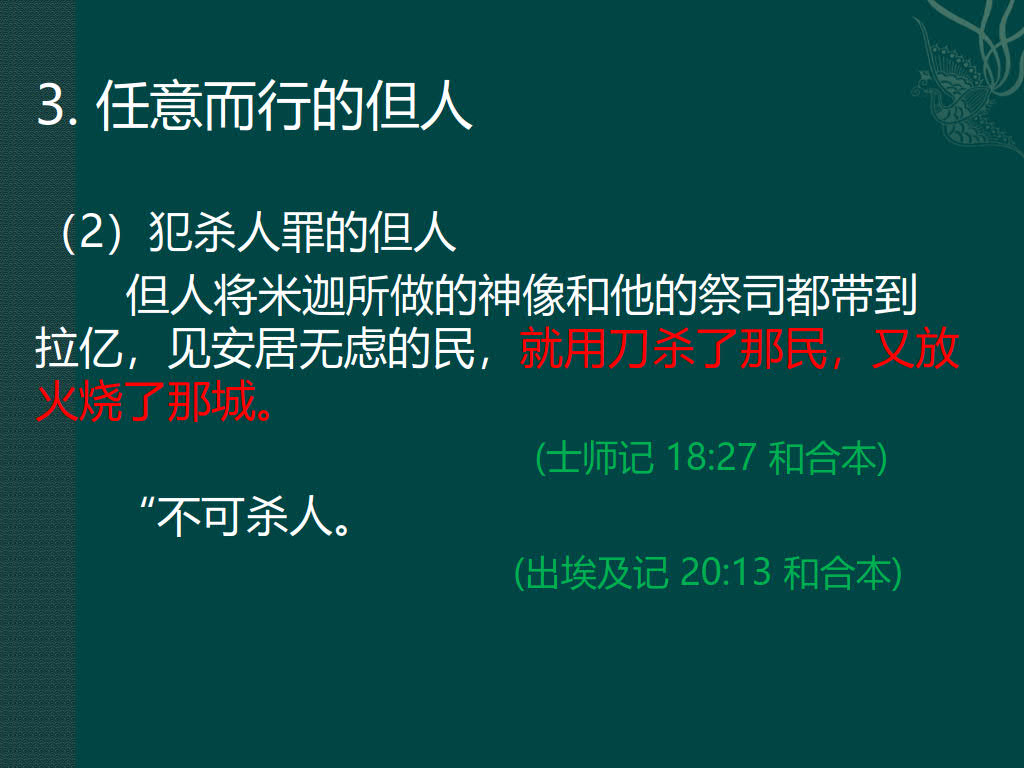 3. 任意而行的但人
（2）犯杀人罪的但人
但人将米迦所做的神像和他的祭司都带到
拉亿，见安居无虑的民，就用刀杀了那民，又放
火烧了那城。
(士师记 18:27 和合本)
“不可杀人。
(出埃及记 20:13 和合本)